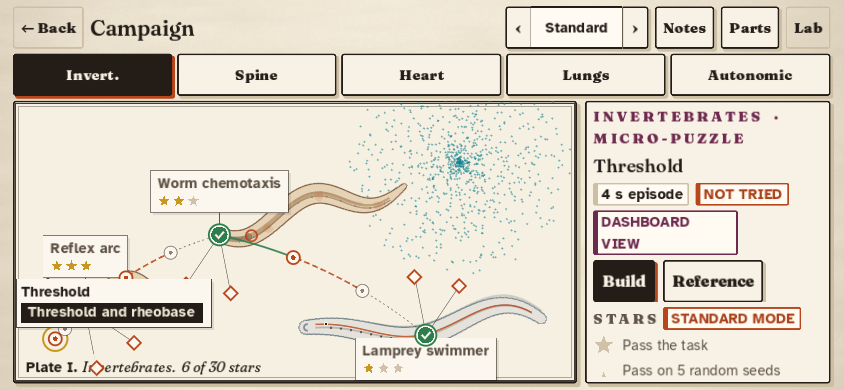 ← Back
Campaign
‹ Standard ›
Notes
Parts
Lab
Invert.
Spine
Heart
Lungs
Autonomic
Worm chemotaxis
Reflex arc
Threshold
Threshold and rheobase
Lamprey swimmer
Plate I. Invertebrates. 6 of 30 stars
INVERTEBRATES ·
MICRO-PUZZLE
Threshold
4 s episode
NOT TRIED
DASHBOARD
VIEW
Build
Reference
STARS
STANDARD MODE
Pass the task
Pass on 5 random seeds